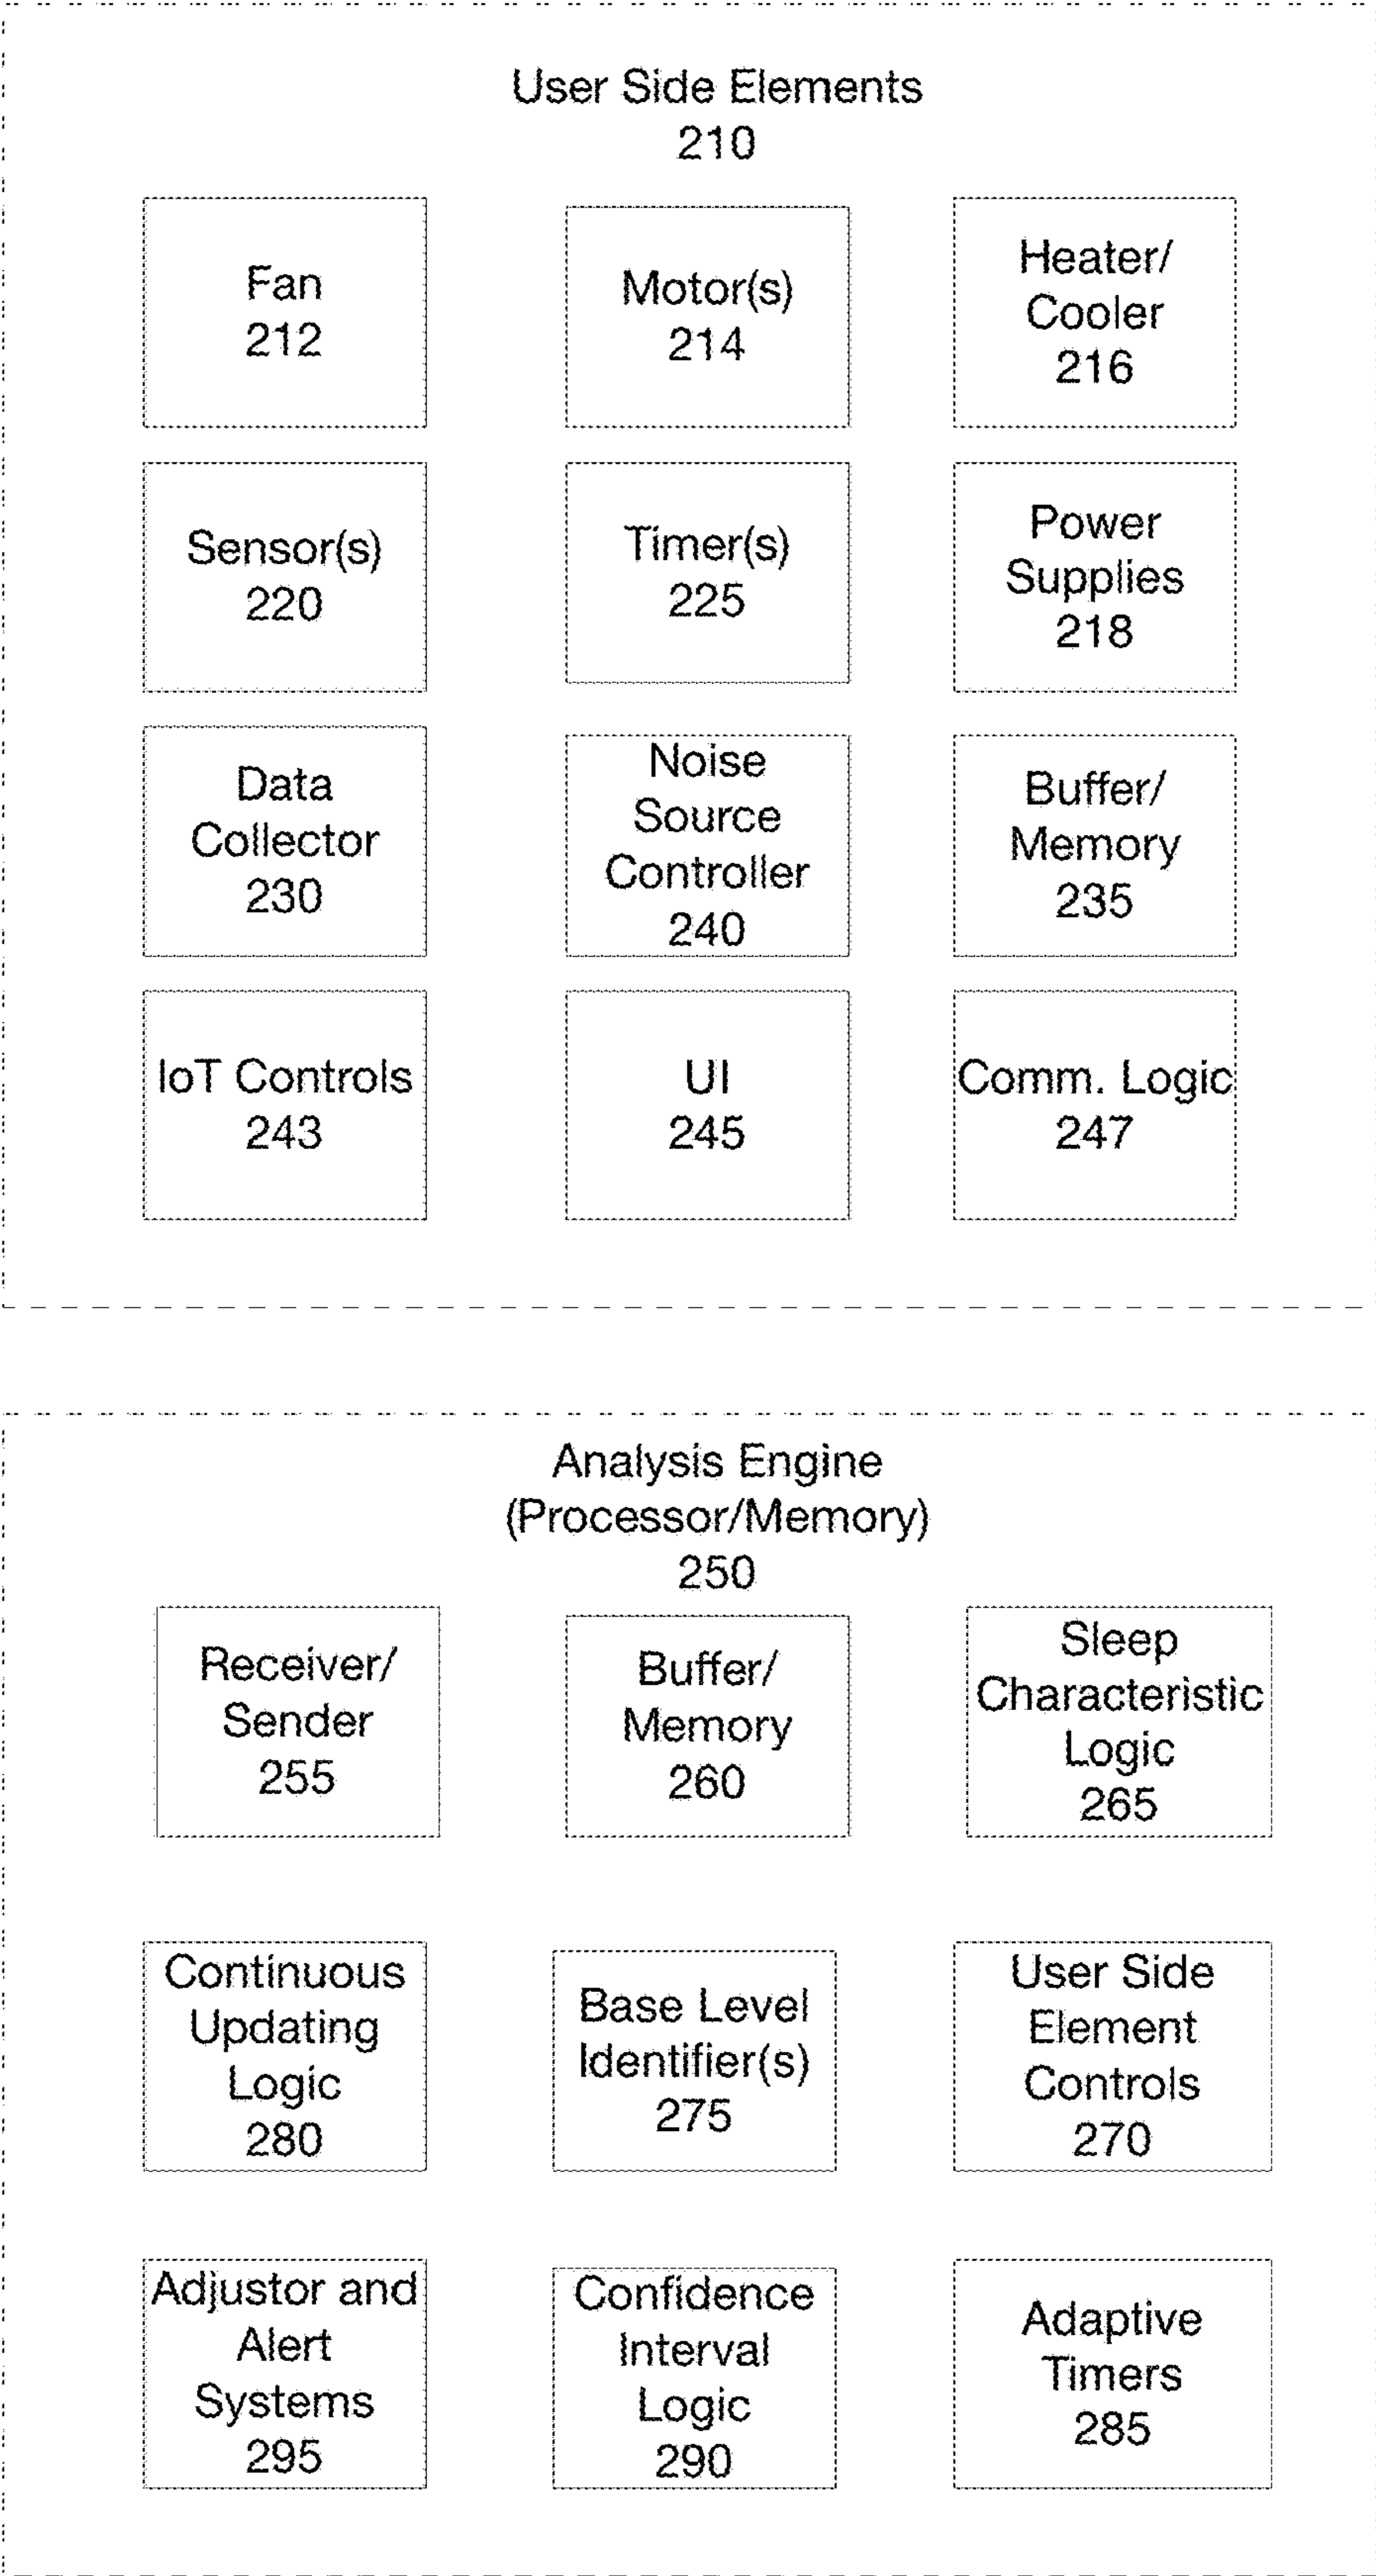 User Side Elements
210
Fan
212
Motor(s)
214
Heater/
Cooler
216
Sensor(s)
220
Timer(s)
225
Power
Supplies
218
Data
Collector
230
Noise
Source
Controller
240
Buffer/
Memory
235
IoT Controls
243
UI
245
Comm. Logic
247
Analysis Engine
(Processor/Memory)
250
Receiver/
Sender
255
Buffer/
Memory
260
Sleep
Characteristic
Logic
265
Continuous
Updating
Logic
280
Base Level
Identifier(s)
275
User Side
Element
Controls
270
Adjustor and
Alert
Systems
295
Confidence
Interval
Logic
290
Adaptive
Timers
285